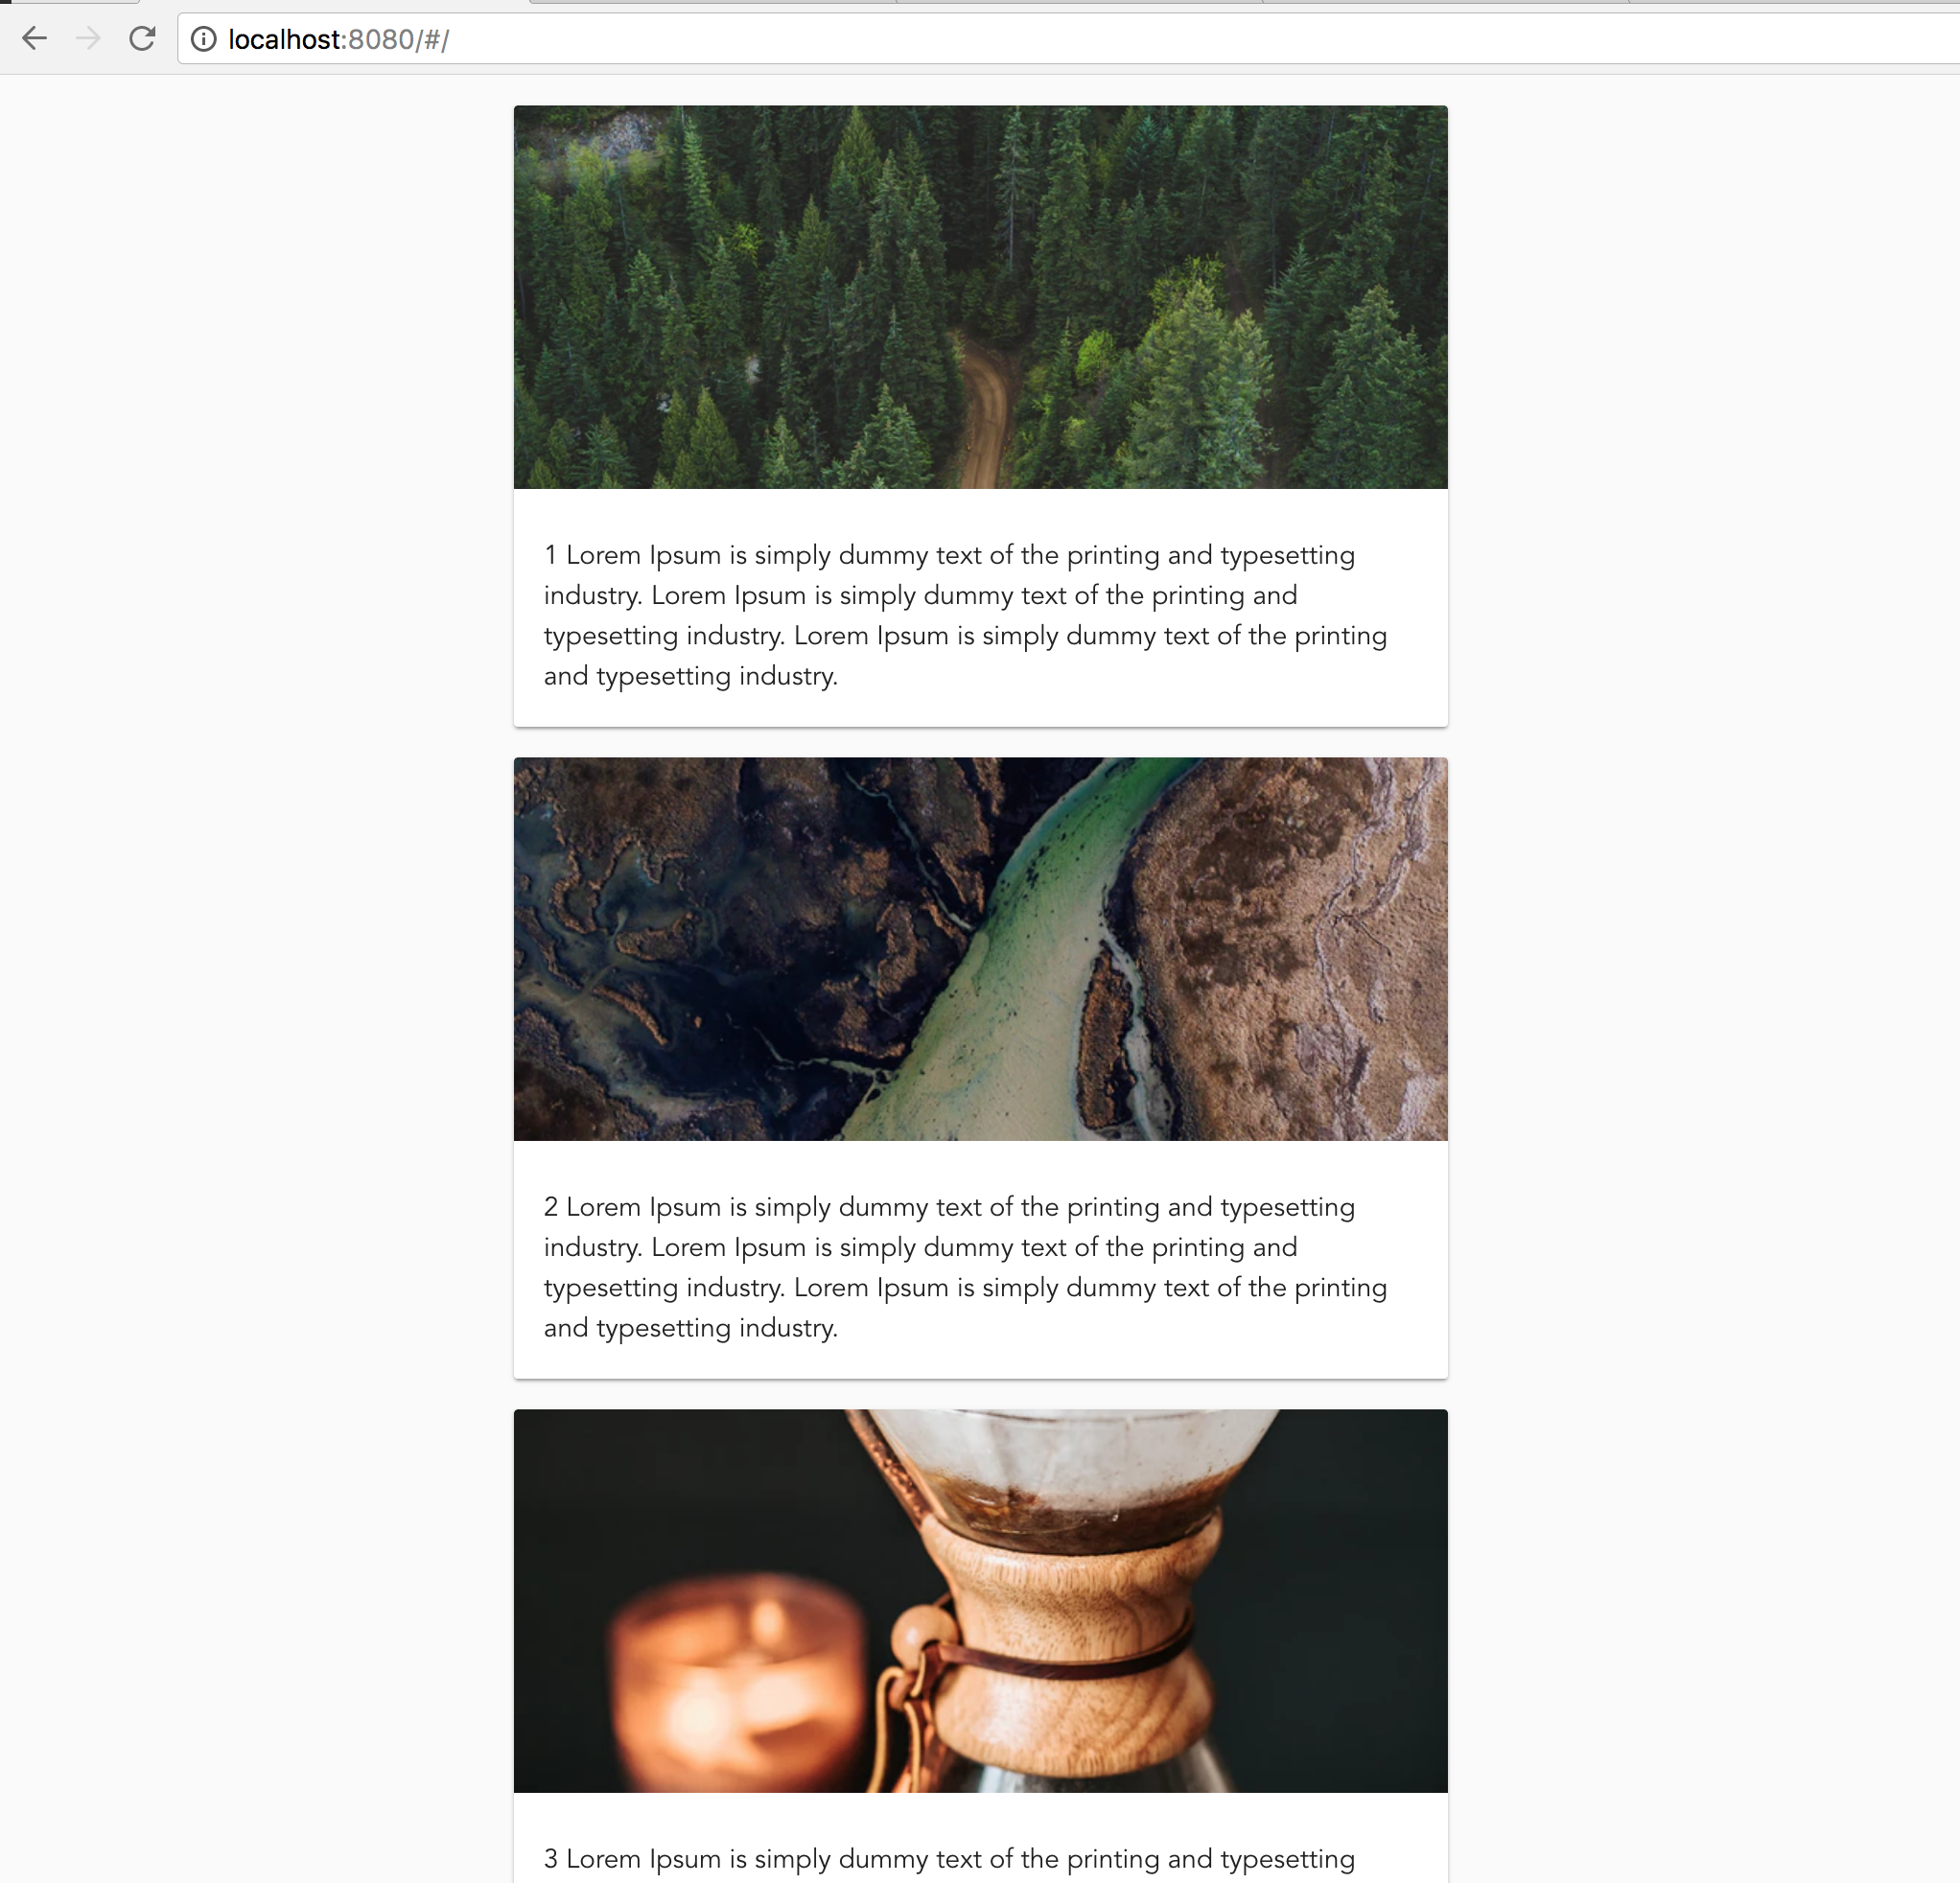 localhost:8080/#/
1 Lorem Ipsum is simply dummy text of the printing and typesetting
industry. Lorem Ipsum is simply dummy text of the printing and
typesetting industry. Lorem Ipsum is simply dummy text of the printing
and typesetting industry.
2 Lorem Ipsum is simply dummy text of the printing and typesetting
industry. Lorem Ipsum is simply dummy text of the printing and
typesetting industry. Lorem Ipsum is simply dummy text of the printing
and typesetting industry.
3 Lorem Ipsum is simply dummy text of the printing and typesetting